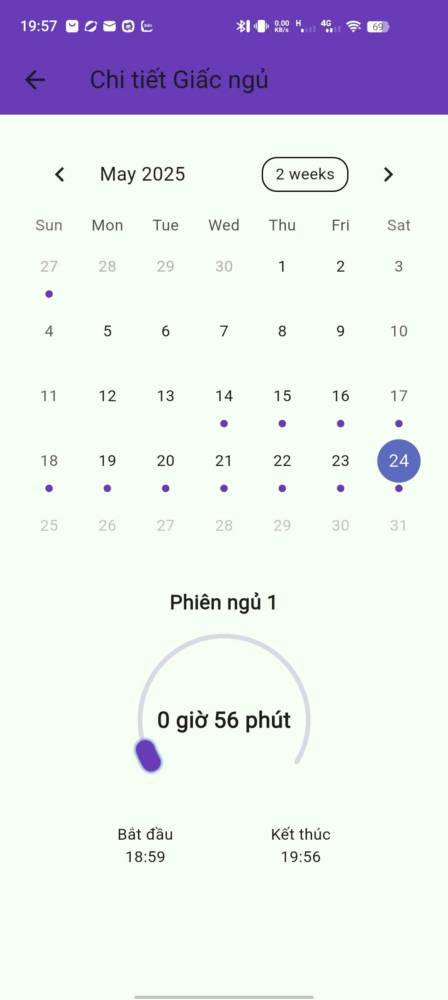 19:57 Zalo 0.00 KB/s H 4G 69
Chi tiết Giấc ngủ
May 2025 2 weeks
Sun Mon Tue Wed Thu Fri Sat
27 28 29 30 1 2 3
4 5 6 7 8 9 10
11 12 13 14 15 16 17
18 19 20 21 22 23 24
25 26 27 28 29 30 31
Phiên ngủ 1
0 giờ 56 phút
Bắt đầu Kết thúc
18:59 19:56